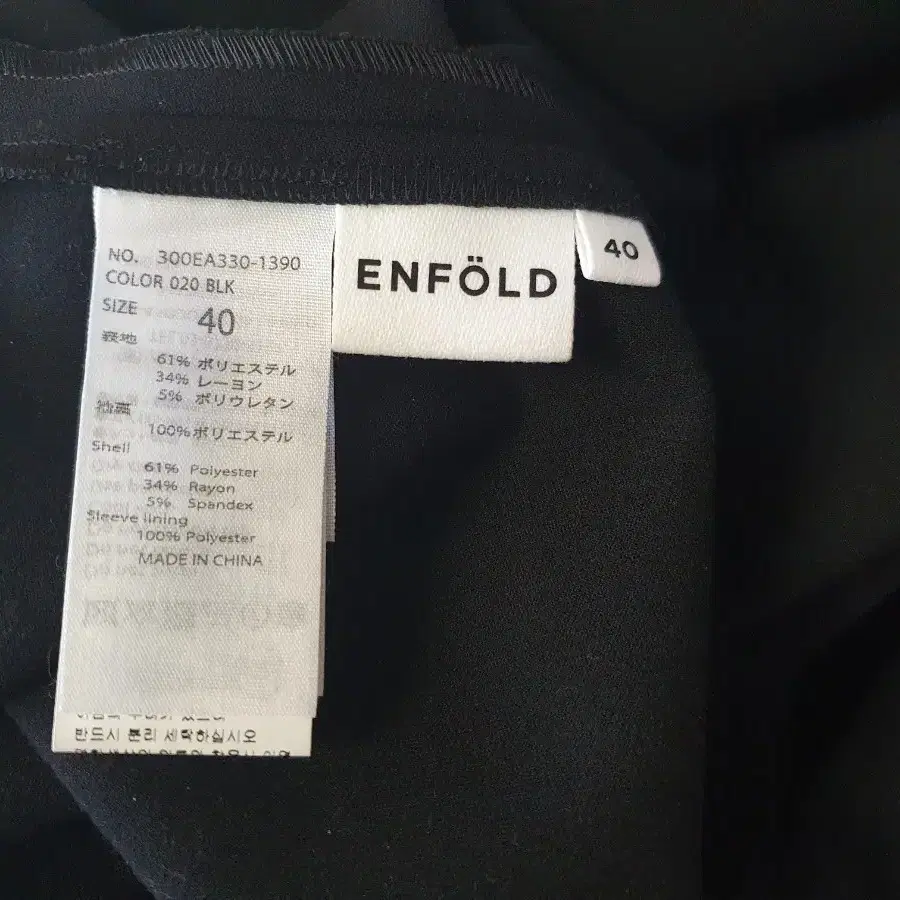 NO. 300EA330-1390
COLOR 020 BLK
SIZE 40
表地
61% ポリエステル
34% レーヨン
5% ポリウレタン
100%ポリエステル
Shell
61% Polyester
34% Rayon
5% Spandex
Sleeve lining
100% Polyester
MADE IN CHINA
반드시 분리 세탁하십시오
ENFÖLD
40